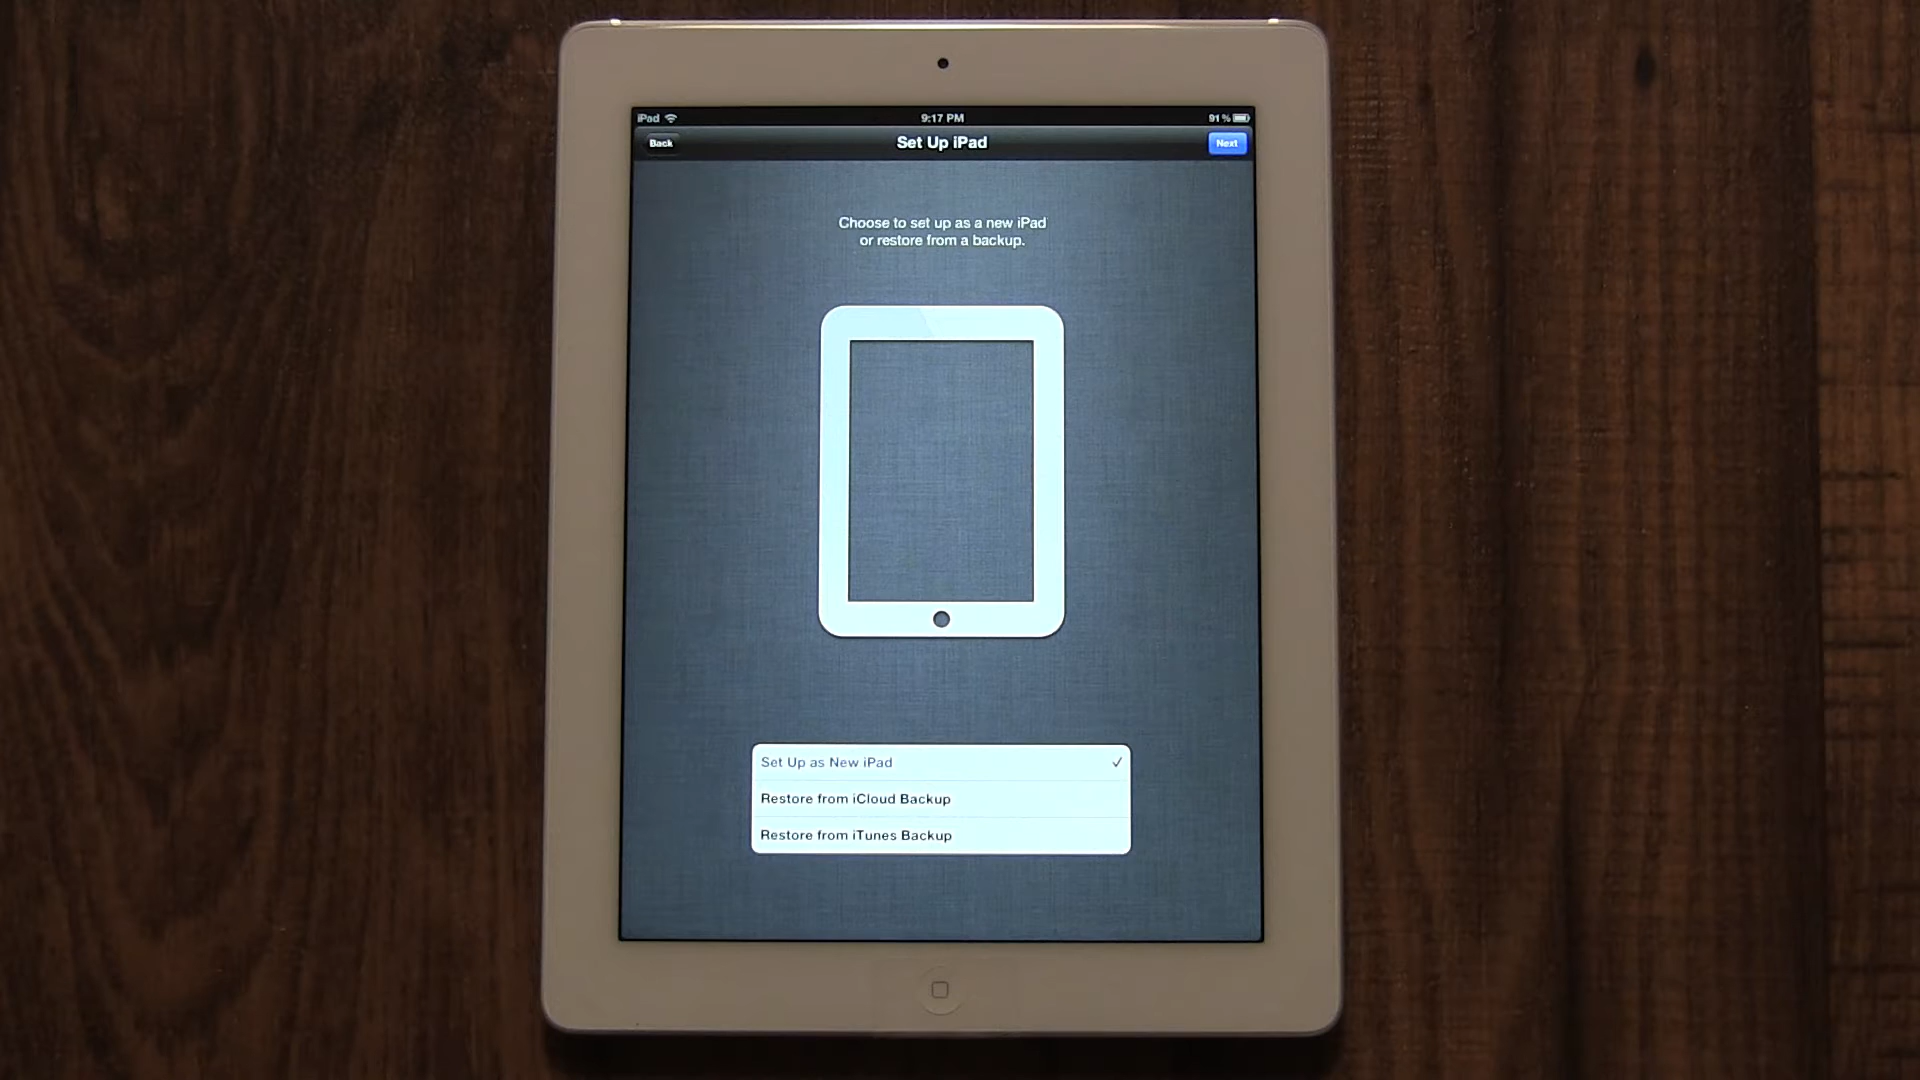 iPad
9:17 PM
91%
Back
Set Up iPad
Next
Choose to set up as a new iPad
or restore from a backup.
Set Up as New iPad
Restore from iCloud Backup
Restore from iTunes Backup